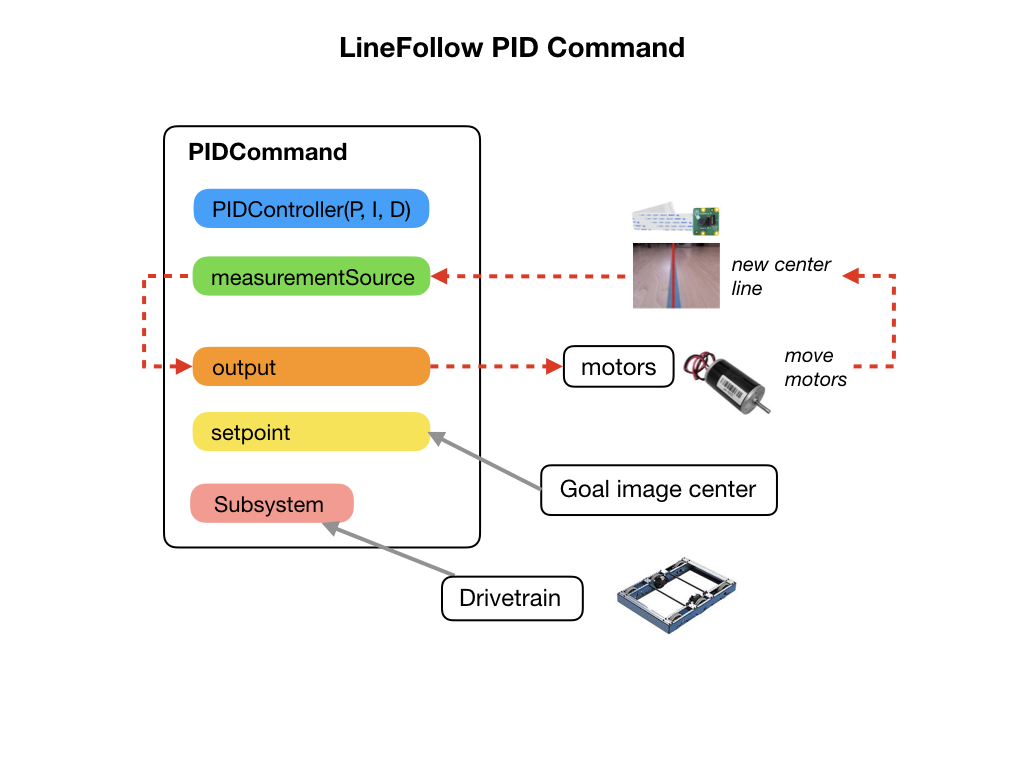 LineFollow PID Command
PIDCommand
PIDController(P, I, D)
measurementSource
new center
line
output
motors
move
motors
setpoint
Goal image center
Subsystem
Drivetrain